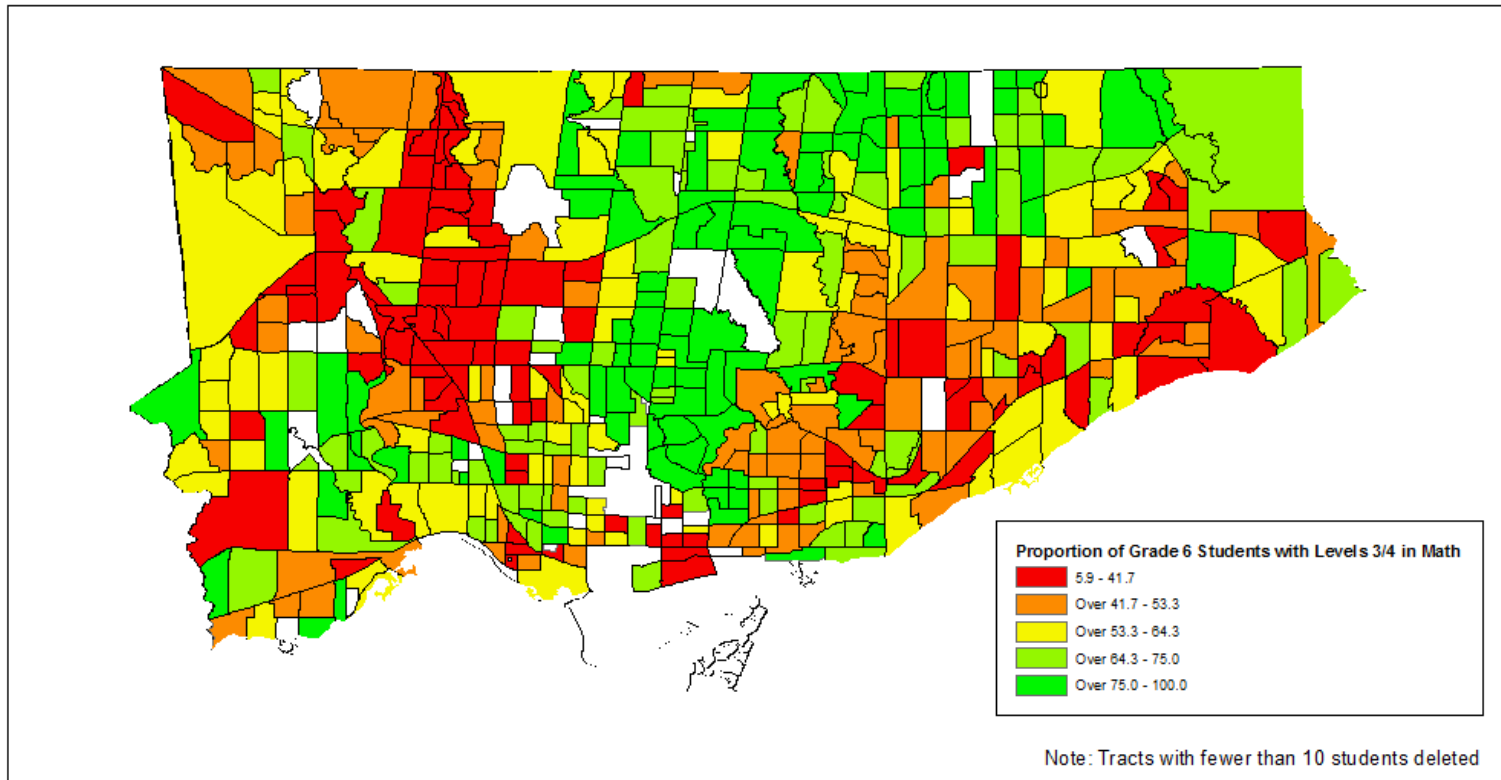 Proportion of Grade 6 Students with Levels 3/4 in Math
5.9 - 41.7
Over 41.7 - 53.3
Over 53.3 - 64.3
Over 64.3 - 75.0
Over 75.0 - 100.0
Note: Tracts with fewer than 10 students deleted